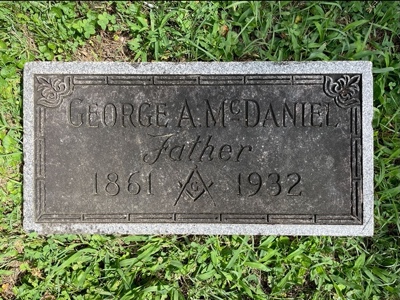 GEORGE A. McDANIEL
Father
1861 G 1932